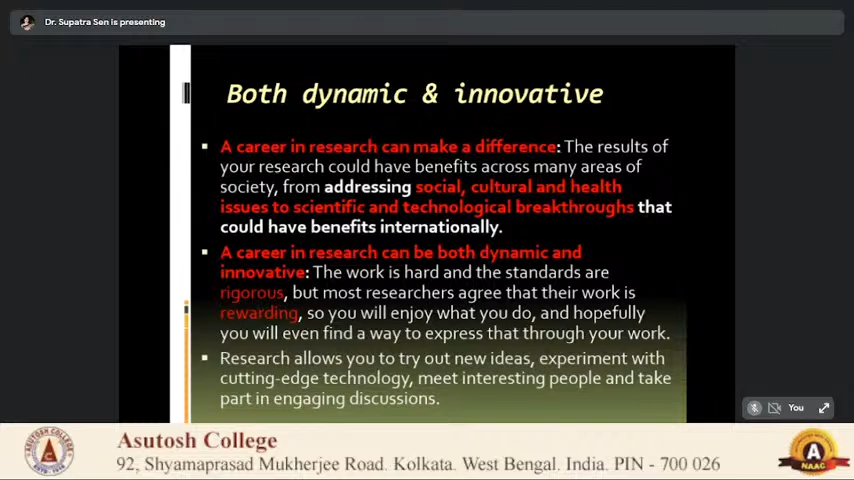 Dr. Supatra Sen is presenting
Both dynamic & innovative
▪ A career in research can make a difference: The results of
your research could have benefits across many areas of
society, from addressing social, cultural and health
issues to scientific and technological breakthroughs that
could have benefits internationally.
▪ A career in research can be both dynamic and
innovative: The work is hard and the standards are
rigorous, but most researchers agree that their work is
rewarding, so you will enjoy what you do, and hopefully
you will even find a way to express that through your work.
▪ Research allows you to try out new ideas, experiment with
cutting-edge technology, meet interesting people and take
part in engaging discussions.
You
Asutosh College
92, Shyamaprasad Mukherjee Road. Kolkata. West Bengal. India. PIN - 700 026
A
NAAC